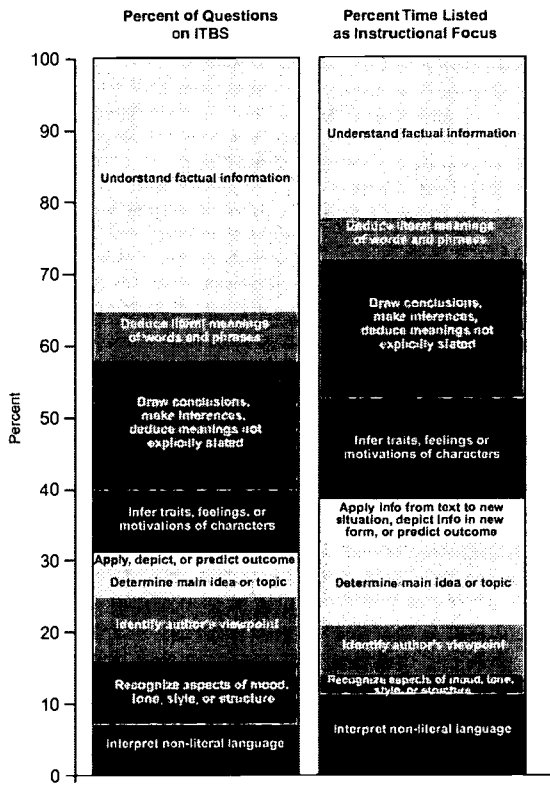 Percent of Questions
on ITBS
Percent Time Listed
as Instructional Focus
Percent
100
90
80
70
60
50
40
30
20
10
0
Understand factual information
Deduce literal meanings
of words and phrases
Draw conclusions,
make inferences,
deduce meanings not
explicitly stated
Infer traits, feelings, or
motivations of characters
Apply, depict, or predict outcome
Determine main idea or topic
Identify author's viewpoint
Recognize aspects of mood,
tone, style, or structure
Interpret non-literal language
Understand factual information
Deduce literal meanings
of words and phrases
Draw conclusions,
make inferences,
deduce meanings not
explicitly stated
Infer traits, feelings or
motivations of characters
Apply info from text to new
situation, depict info in new
form, or predict outcome
Determine main idea or topic
Identify author's viewpoint
Recognize aspects of mood, tone,
style, or structure
Interpret non-literal language